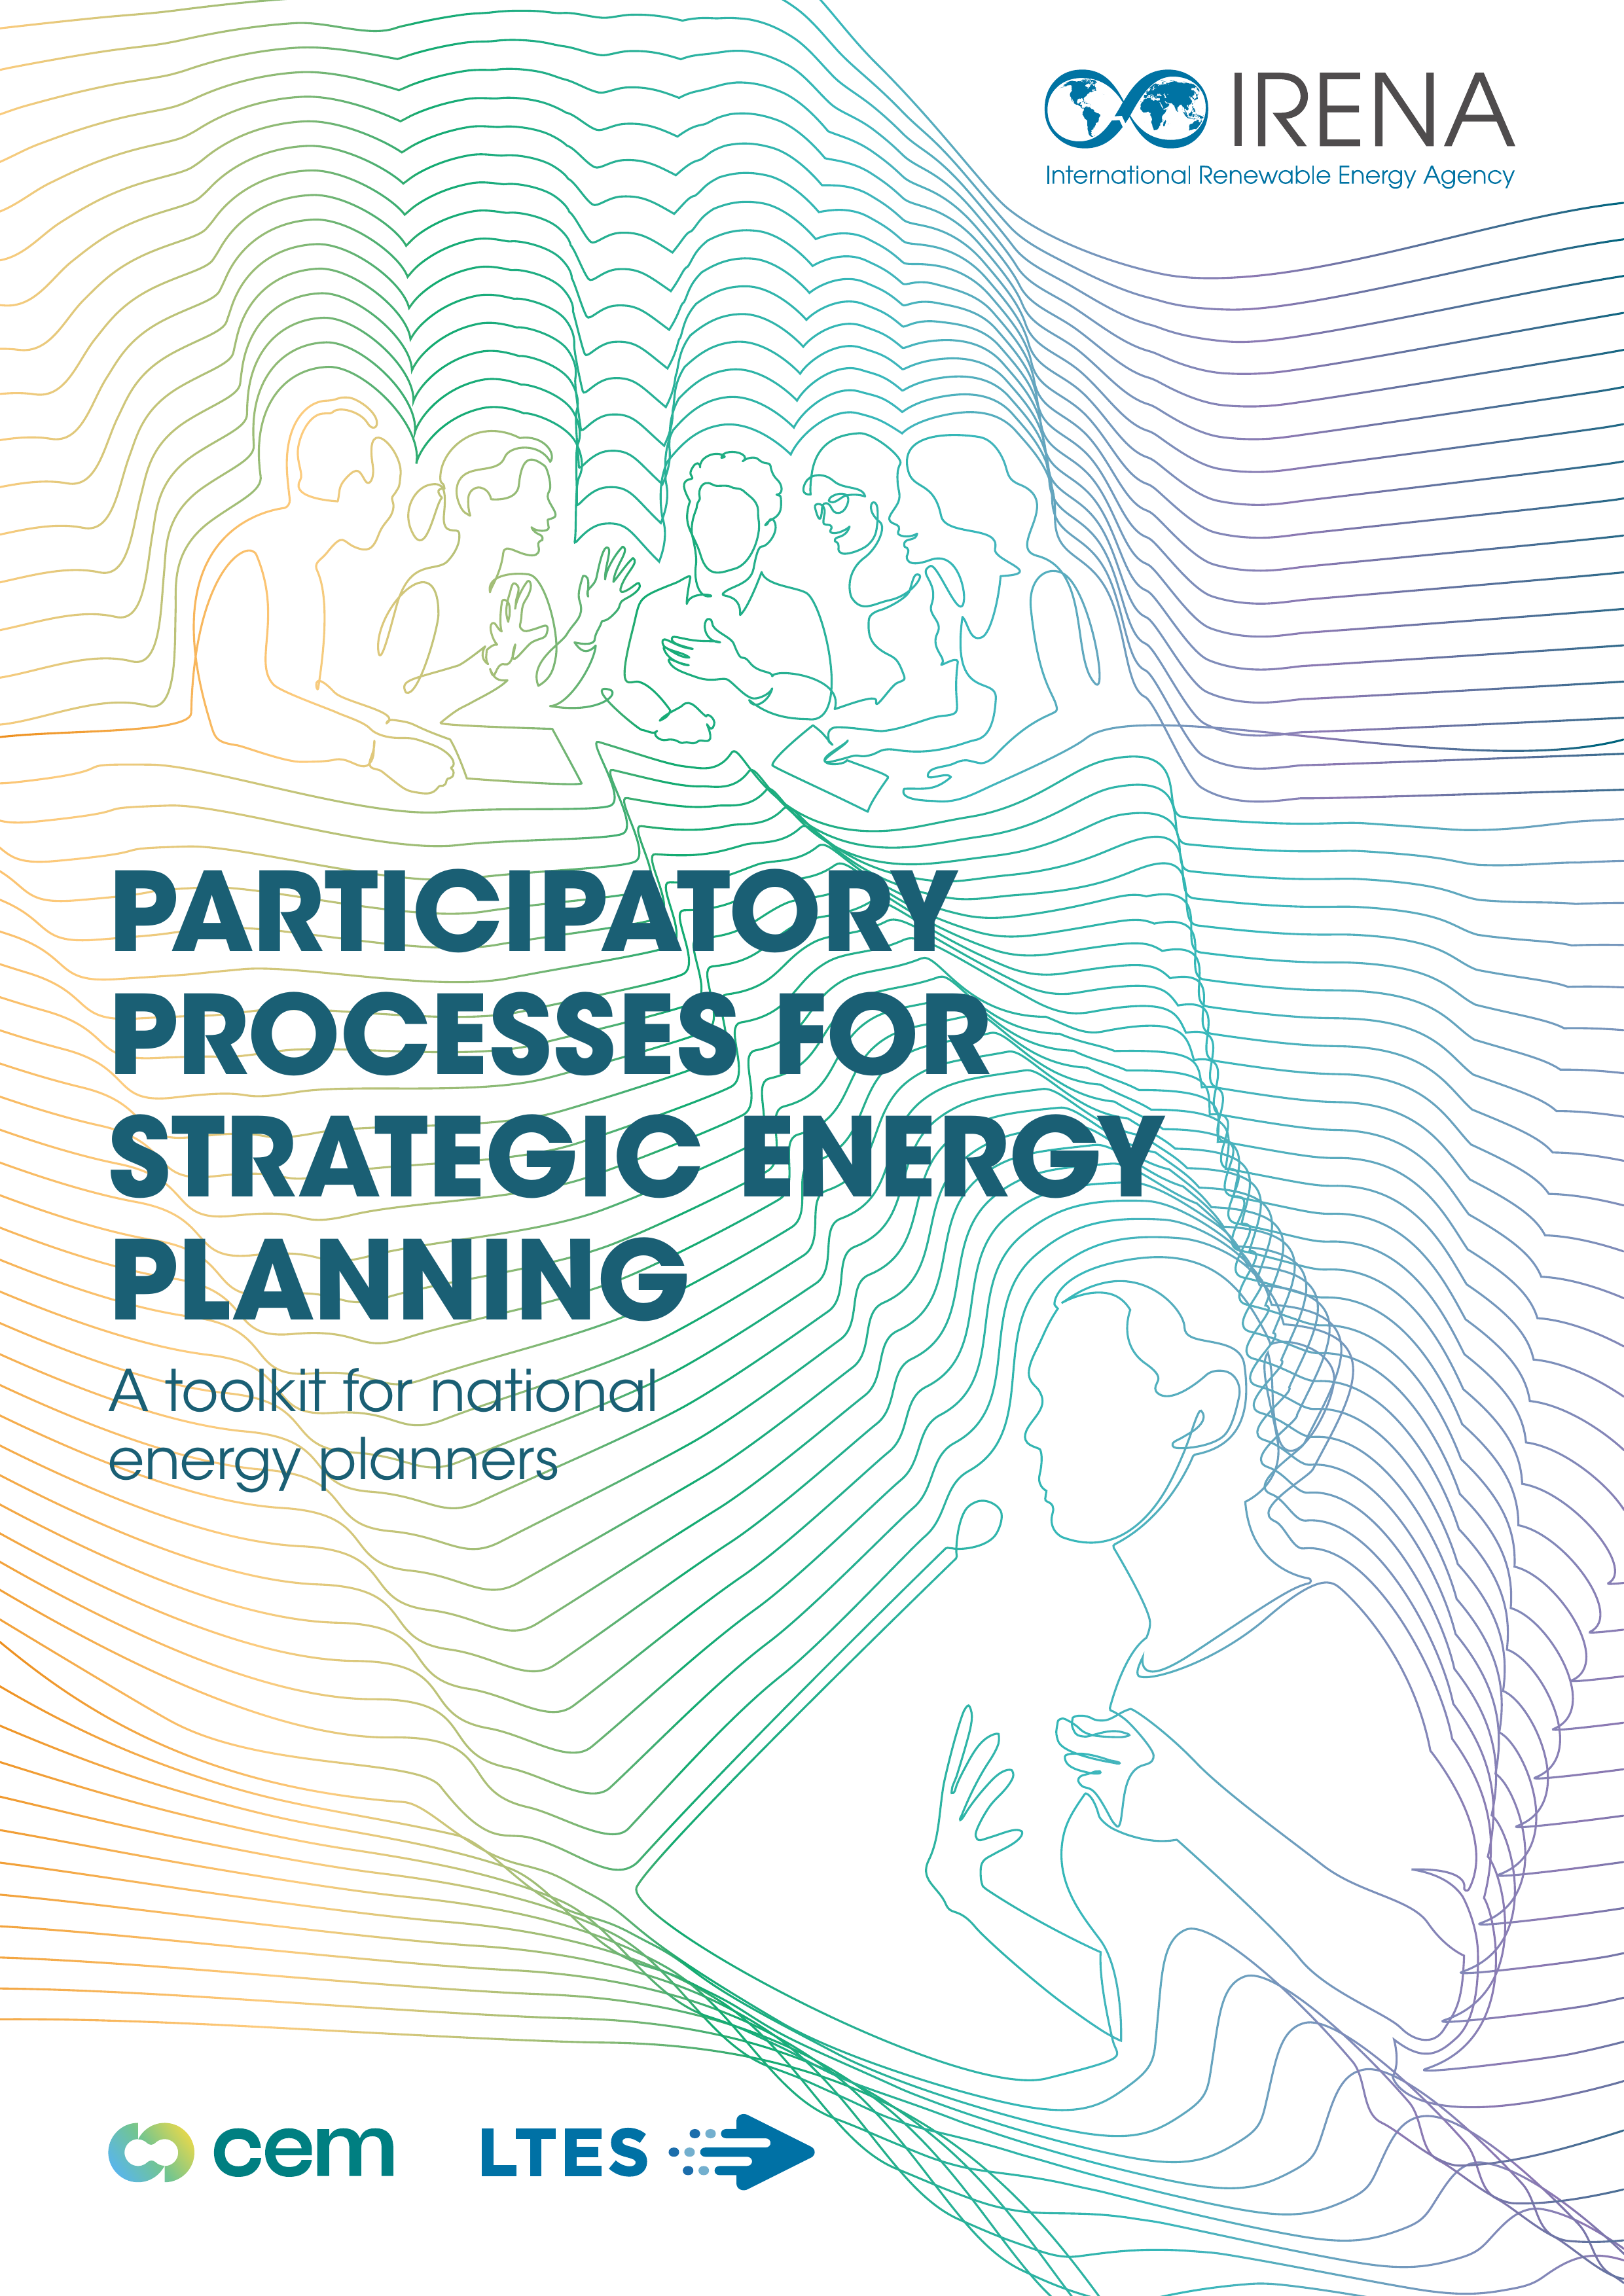 IRENA
International Renewable Energy Agency
PARTICIPATORY
PROCESSES FOR
STRATEGIC ENERGY
PLANNING
A toolkit for national
energy planners
cem
LTES